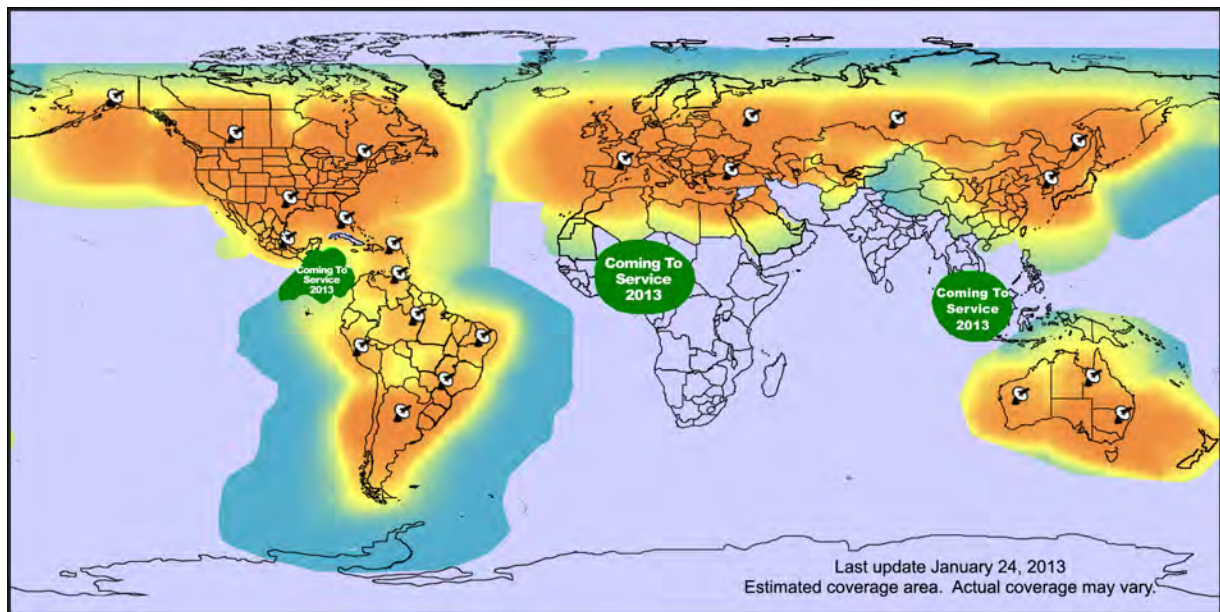 Coming To
Service
2013
Coming To
Service
2013
Coming To
Service
2013
Last update January 24, 2013
Estimated coverage area.  Actual coverage may vary.